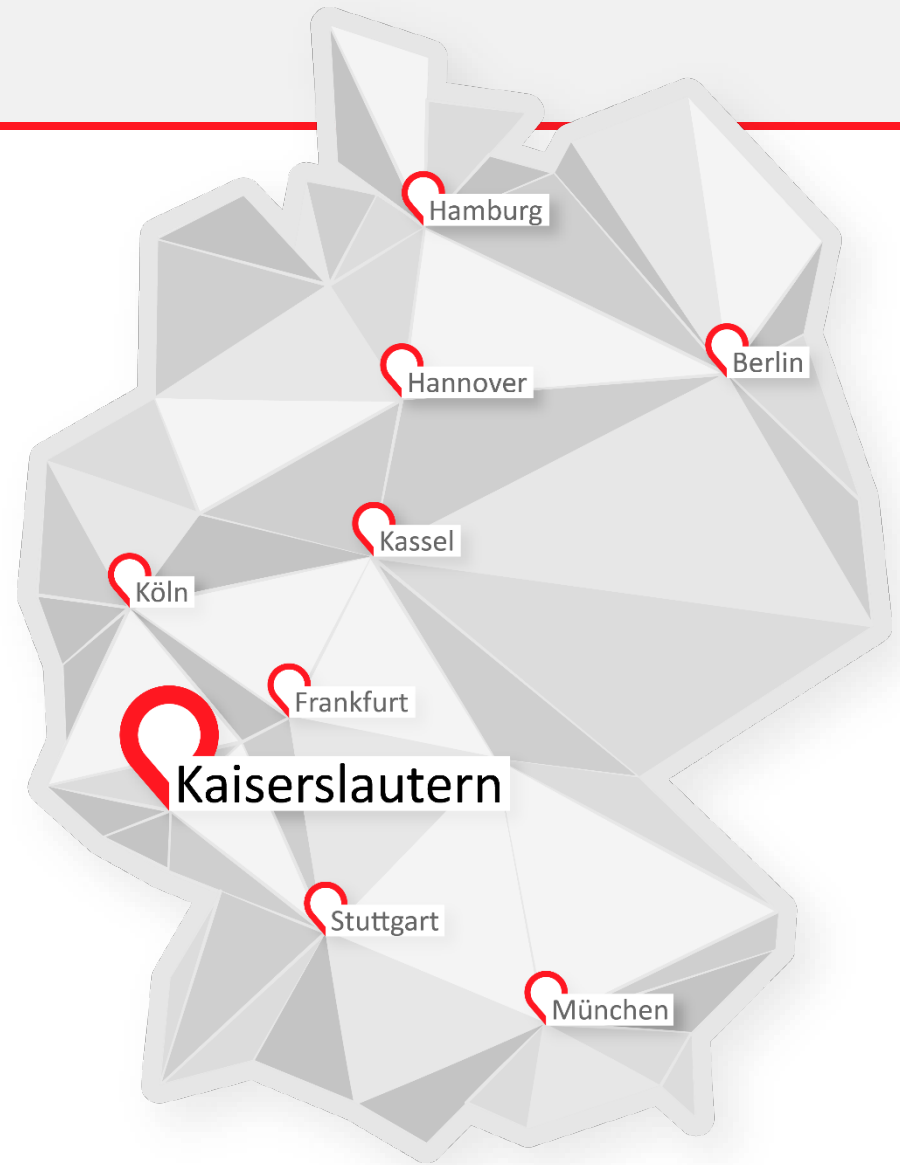 Hamburg
Berlin
Hannover
Kassel
Köln
Frankfurt
Kaiserslautern
Stuttgart
München